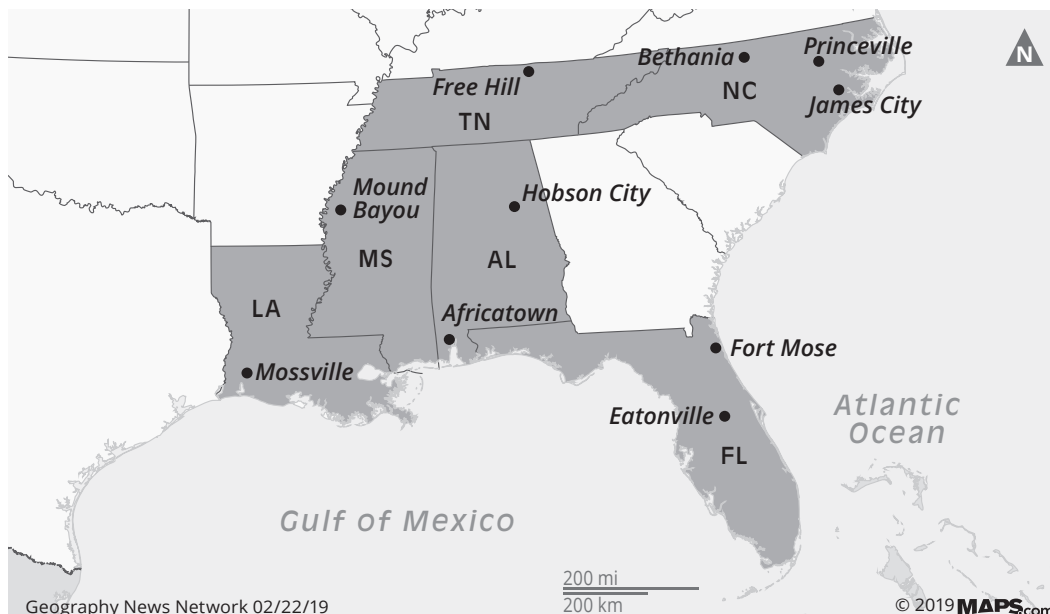 N
Princeville
Bethania
NC
James City
Free Hill
TN
Mound
Bayou
MS
Hobson City
AL
LA
Africatown
Mossville
Fort Mose
Eatonville
FL
Atlantic
Ocean
Gulf of Mexico
200 mi
200 km
Geography News Network 02/22/19
© 2019 MAPS.com